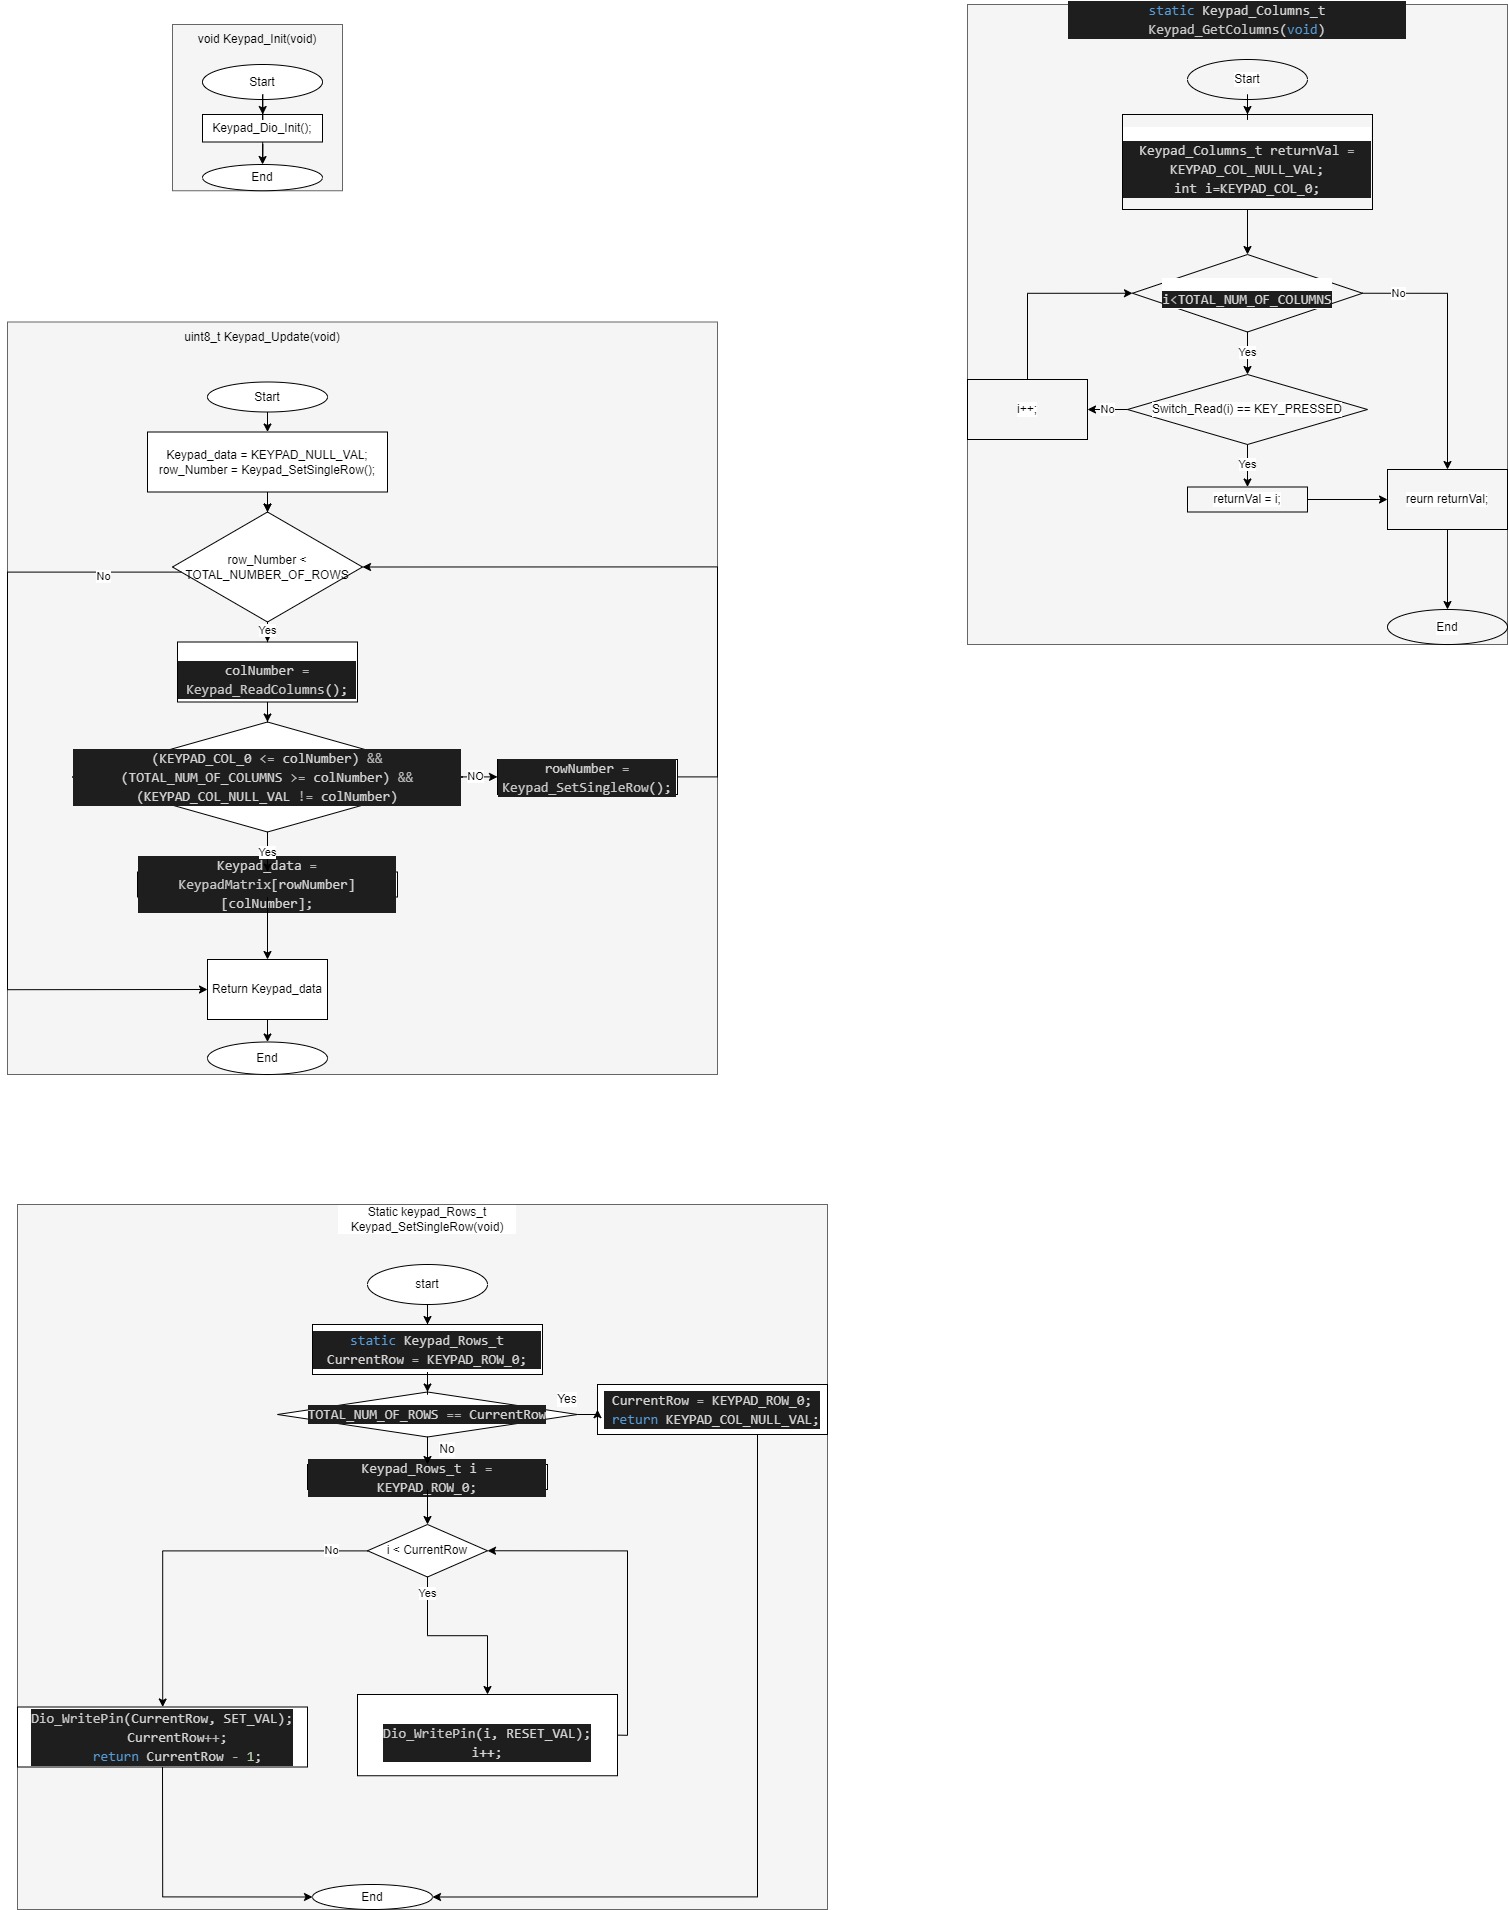 void Keypad_Init(void)
Start
Keypad_Dio_Init();
End
static Keypad_Columns_t
Keypad_GetColumns(void)
Start
Keypad_Columns_t returnVal =
KEYPAD_COL_NULL_VAL;
int i=KEYPAD_COL_0;
i<TOTAL_NUM_OF_COLUMNS
No
Yes
i++;
No
Switch_Read(i) == KEY_PRESSED
Yes
returnVal = i;
reurn returnVal;
End
uint8_t Keypad_Update(void)
Start
Keypad_data = KEYPAD_NULL_VAL;
row_Number = Keypad_SetSingleRow();
row_Number <
TOTAL_NUMBER_OF_ROWS
No
Yes
colNumber =
Keypad_ReadColumns();
(KEYPAD_COL_0 <= colNumber) &&
(TOTAL_NUM_OF_COLUMNS >= colNumber) &&
(KEYPAD_COL_NULL_VAL != colNumber)
NO
rowNumber =
Keypad_SetSingleRow();
Yes
Keypad_data =
KeypadMatrix[rowNumber]
[colNumber];
Return Keypad_data
End
Static keypad_Rows_t
Keypad_SetSingleRow(void)
start
static Keypad_Rows_t
CurrentRow = KEYPAD_ROW_0;
TOTAL_NUM_OF_ROWS == CurrentRow
Yes
CurrentRow = KEYPAD_ROW_0;
return KEYPAD_COL_NULL_VAL;
No
Keypad_Rows_t i =
KEYPAD_ROW_0;
i < CurrentRow
No
Yes
Dio_WritePin(CurrentRow, SET_VAL);
CurrentRow++;
return CurrentRow - 1;
Dio_WritePin(i, RESET_VAL);
i++;
End